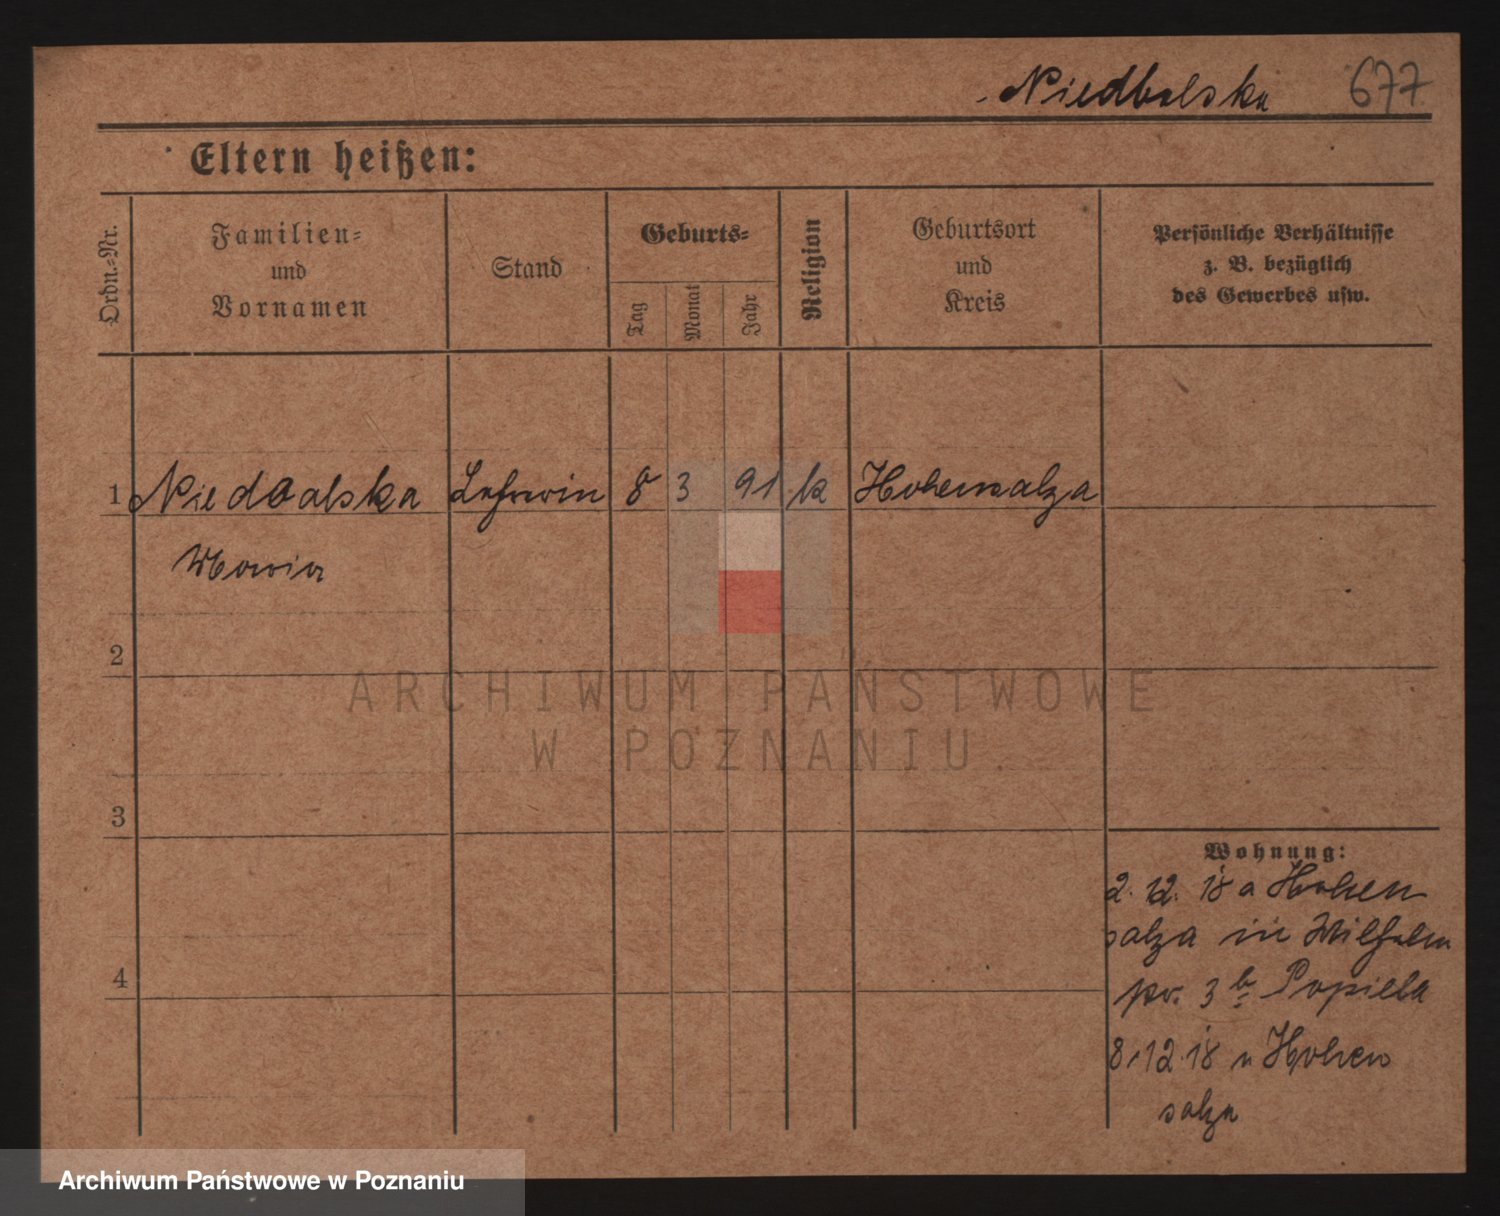 Niedbalska 677
Eltern heißen:
Ordn.-Nr.
Familien-
und
Vornamen
Stand
Geburts-
Tag
Monat
Jahr
Religion
Geburtsort
und
Kreis
Persönliche Verhältnisse
z. B. bezüglich
des Gewerbes usw.
1 Niedbalska Lehrerin 8 3 91 k Hohensalza
Maria
2
3
4
Wohnung:
2. 12. 18 a Hohen
salza in Wilhelm
pr. 3 b Popiela
8.12.18 n Hohen
salza
ARCHIWUM PAŃSTWOWE
W POZNANIU
Archiwum Państwowe w Poznaniu